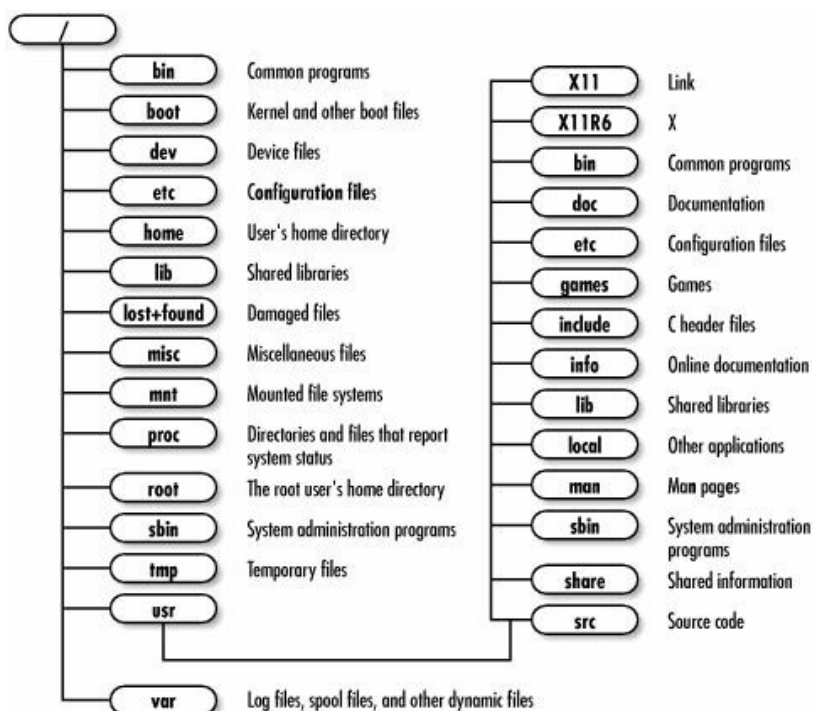 /
bin Common programs
boot Kernel and other boot files
dev Device files
etc Configuration files
home User's home directory
lib Shared libraries
lost+found Damaged files
misc Miscellaneous files
mnt Mounted file systems
proc Directories and files that report
system status
root The root user's home directory
sbin System administration programs
tmp Temporary files
usr
var Log files, spool files, and other dynamic files
X11 Link
X11R6 X
bin Common programs
doc Documentation
etc Configuration files
games Games
include C header files
info Online documentation
lib Shared libraries
local Other applications
man Man pages
sbin System administration
programs
share Shared information
src Source code